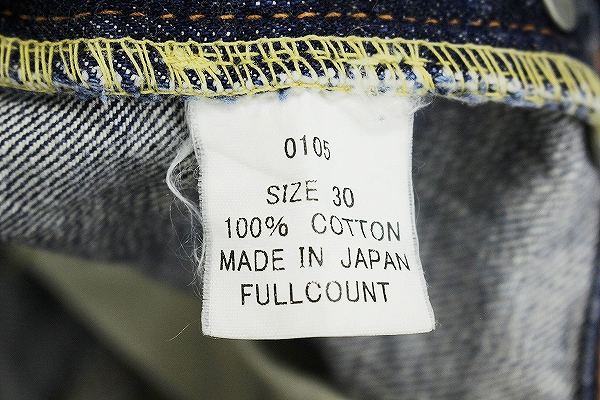 0105
SIZE 30
100% COTTON
MADE IN JAPAN
FULLCOUNT